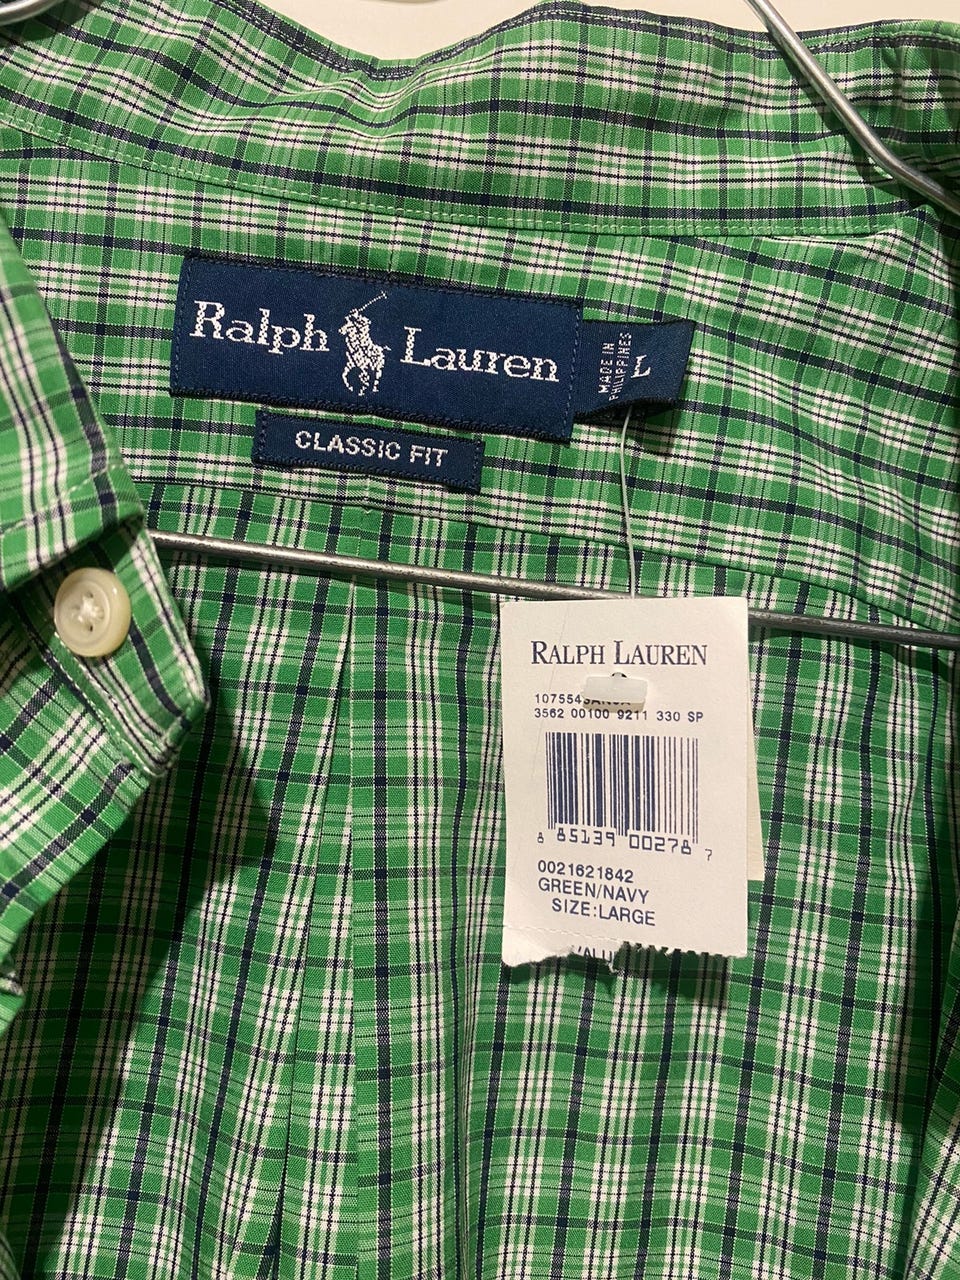 Ralph Lauren
MADE IN
PHILIPPINES
L
CLASSIC FIT
RALPH LAUREN
3562 00100 9211 330 SP
8 85139 00278 7
0021621842
GREEN/NAVY
SIZE:LARGE